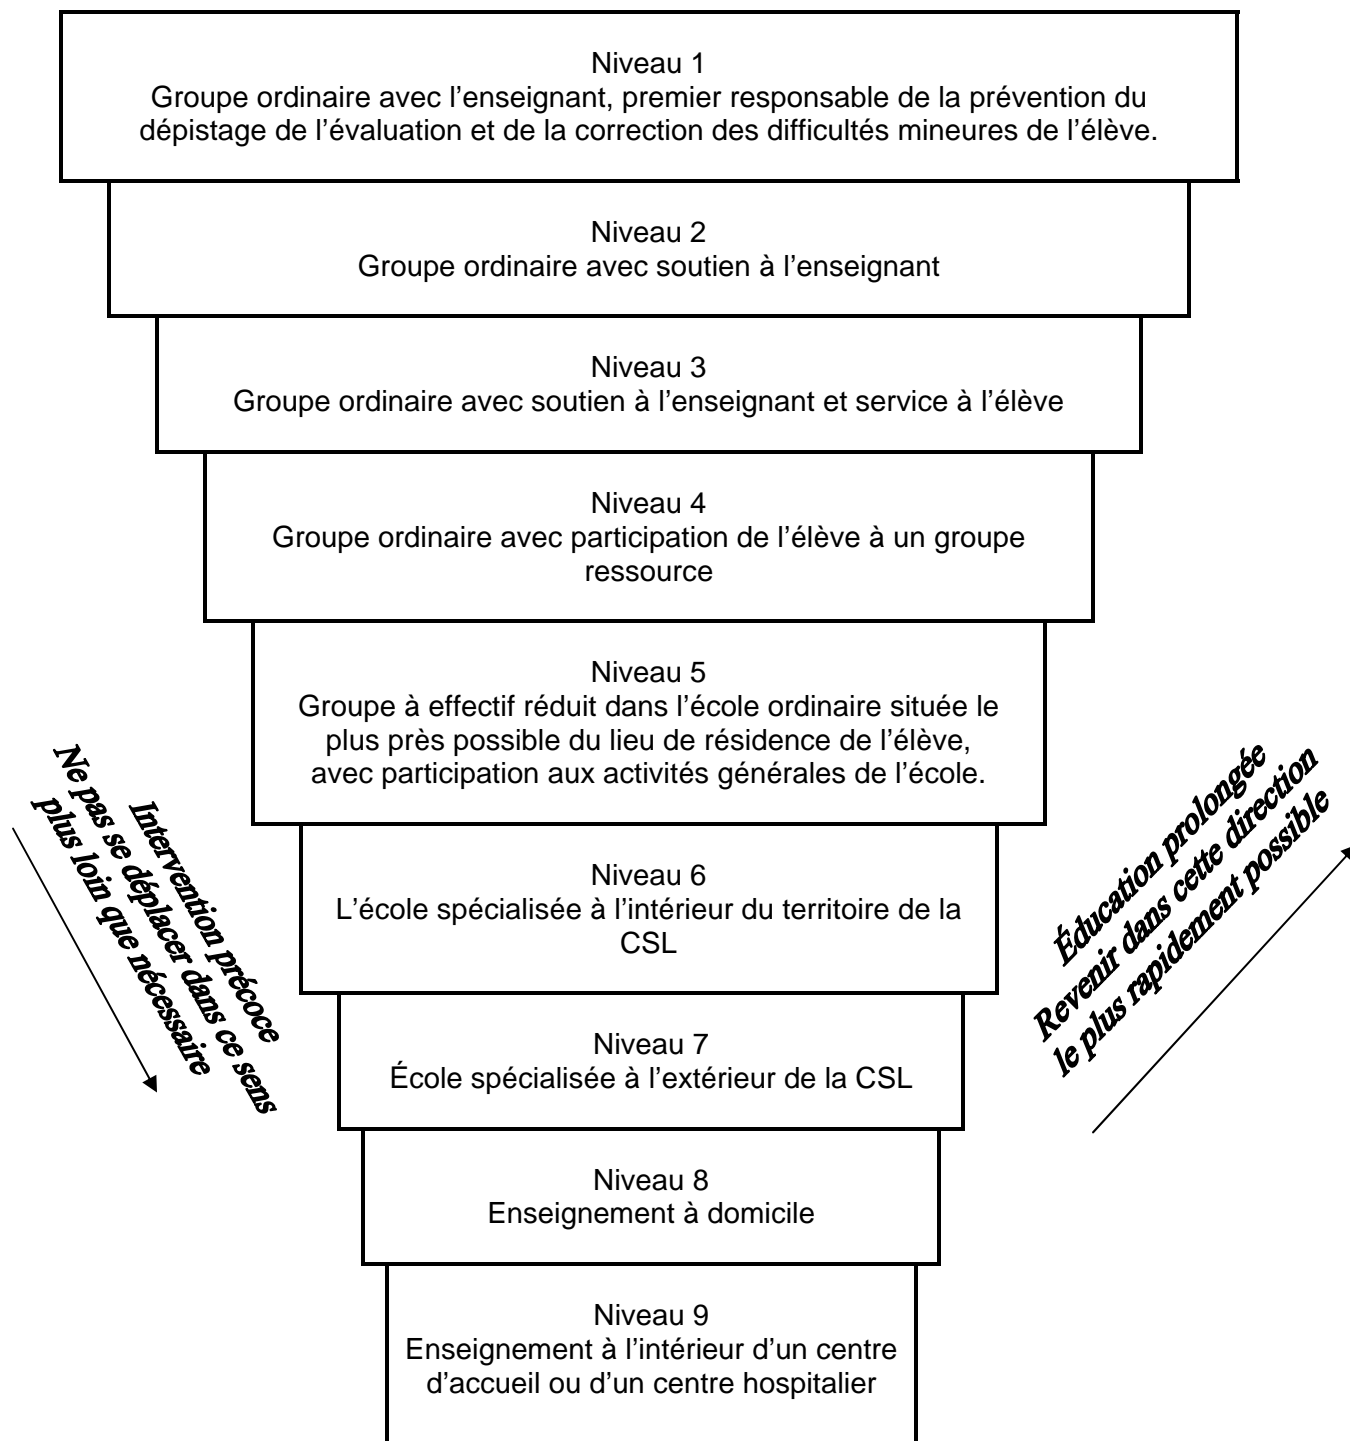 Niveau 1
Groupe ordinaire avec l’enseignant, premier responsable de la prévention du
dépistage de l’évaluation et de la correction des difficultés mineures de l’élève.
Niveau 2
Groupe ordinaire avec soutien à l’enseignant
Niveau 3
Groupe ordinaire avec soutien à l’enseignant et service à l’élève
Niveau 4
Groupe ordinaire avec participation de l’élève à un groupe
ressource
Niveau 5
Groupe à effectif réduit dans l’école ordinaire située le
plus près possible du lieu de résidence de l’élève,
avec participation aux activités générales de l’école.
Niveau 6
L’école spécialisée à l’intérieur du territoire de la
CSL
Niveau 7
École spécialisée à l’extérieur de la CSL
Niveau 8
Enseignement à domicile
Niveau 9
Enseignement à l’intérieur d’un centre
d’accueil ou d’un centre hospitalier
Intervention précoce
Ne pas se déplacer dans ce sens
plus loin que nécessaire
Éducation prolongée
Revenir dans cette direction
le plus rapidement possible